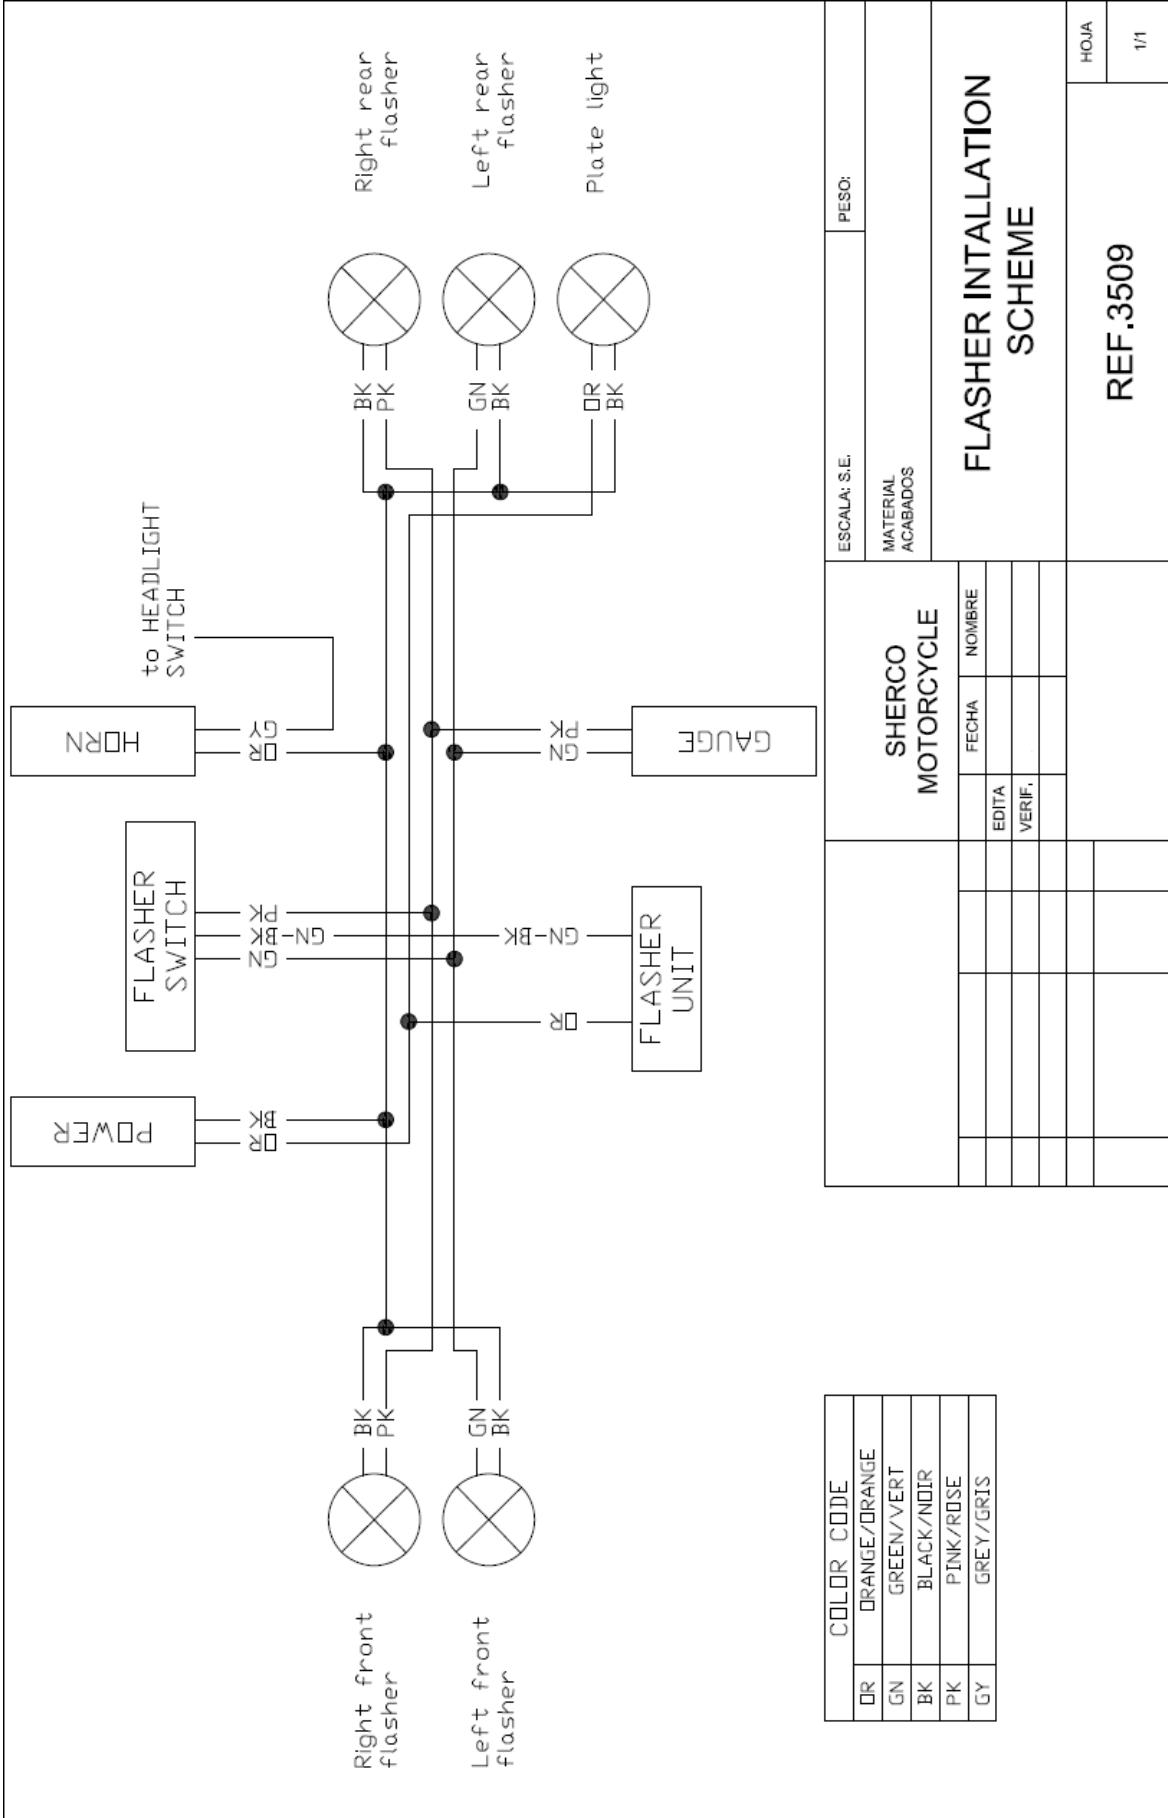 Right front
flasher
Left front
flasher
BK
PK
GN
BK
POWER
OR
BK
FLASHER
SWITCH
GN
GN-BK
PK
HORN
OR
GY
to HEADLIGHT
SWITCH
FLASHER
UNIT
OR
GN-BK
GAUGE
GN
PK
BK
PK
GN
BK
OR
BK
Right rear
flasher
Left rear
flasher
Plate light
COLOR CODE
OR ORANGE/ORANGE
GN GREEN/VERT
BK BLACK/NOIR
PK PINK/ROSE
GY GREY/GRIS
SHERCO
MOTORCYCLE
FECHA NOMBRE
EDITA
VERIF.
ESCALA: S.E. PESO:
MATERIAL
ACABADOS
FLASHER INTALLATION
SCHEME
REF.3509
HOJA
1/1